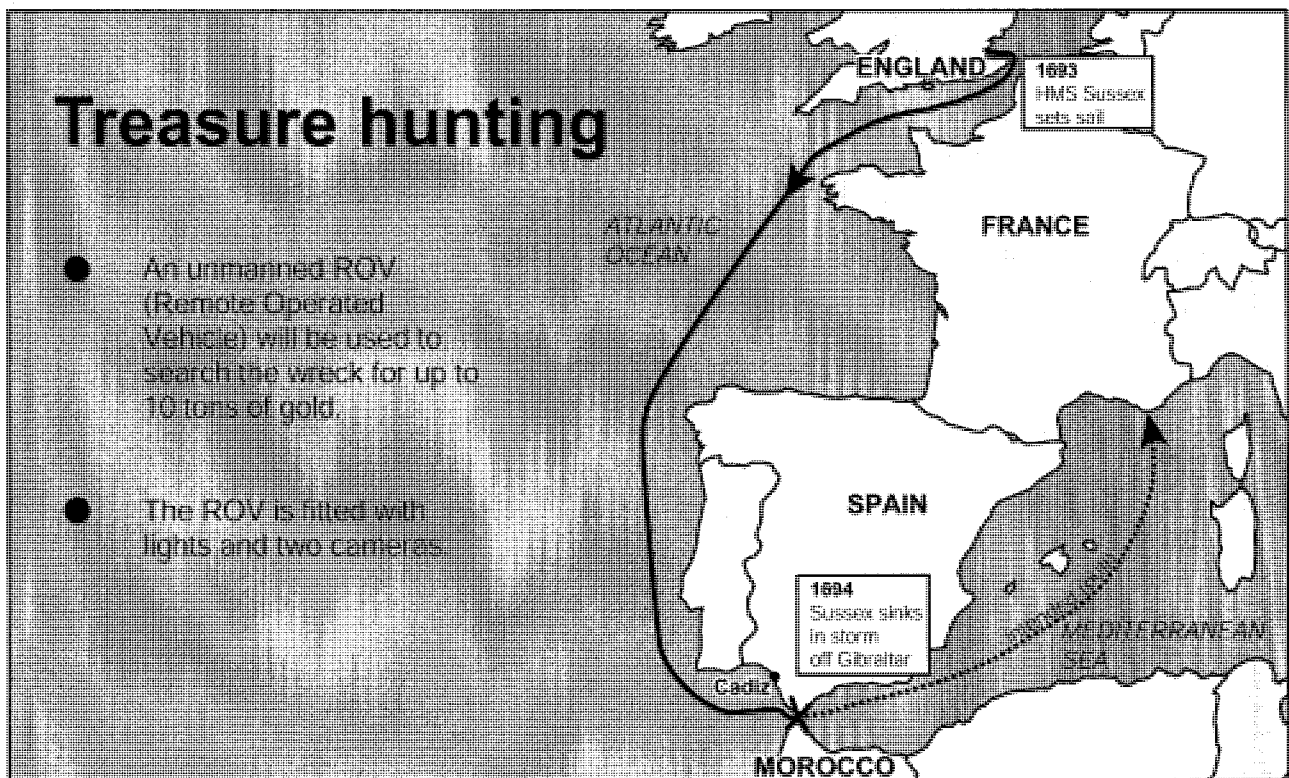 Treasure hunting
An unmanned ROV
(Remote Operated
Vehicle) will be used to
search the wreck for up to
10 tons of gold.
The ROV is fitted with
lights and two cameras.
ENGLAND
1693
HMS Sussex
sets sail
ATLANTIC
OCEAN
FRANCE
SPAIN
1694
Sussex sinks
in storm
off Gibraltar
MEDITERRANEAN
SEA
Cadiz
MOROCCO